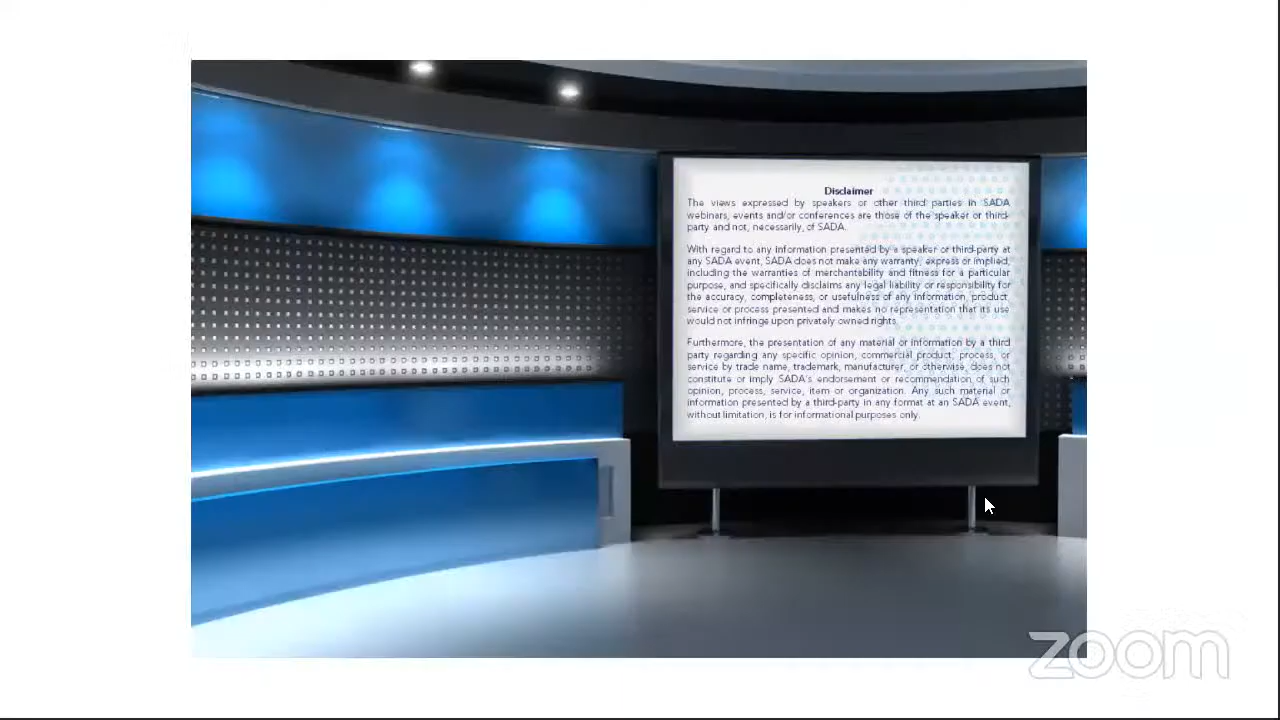 Disclaimer
The views expressed by speakers or other third parties in SADA
webinars, events and/or conferences are those of the speaker or third-
party and not, necessarily, of SADA.
With regard to any information presented by a speaker or third-party at
any SADA event, SADA does not make any warranty, express or implied,
including the warranties of merchantability and fitness for a particular
purpose, and specifically disclaims any legal liability or responsibility for
the accuracy, completeness, or usefulness of any information, product,
service or process presented and makes no representation that its use
would not infringe upon privately owned rights.
Furthermore, the presentation of any material or information by a third
party regarding any specific opinion, commercial product, process, or
service by trade name, trademark, manufacturer, or otherwise, does not
constitute or imply SADA's endorsement or recommendation of such
opinion, process, service, item or organization. Any such material or
information presented by a third-party in any format at an SADA event,
without limitation, is for informational purposes only.
zoom